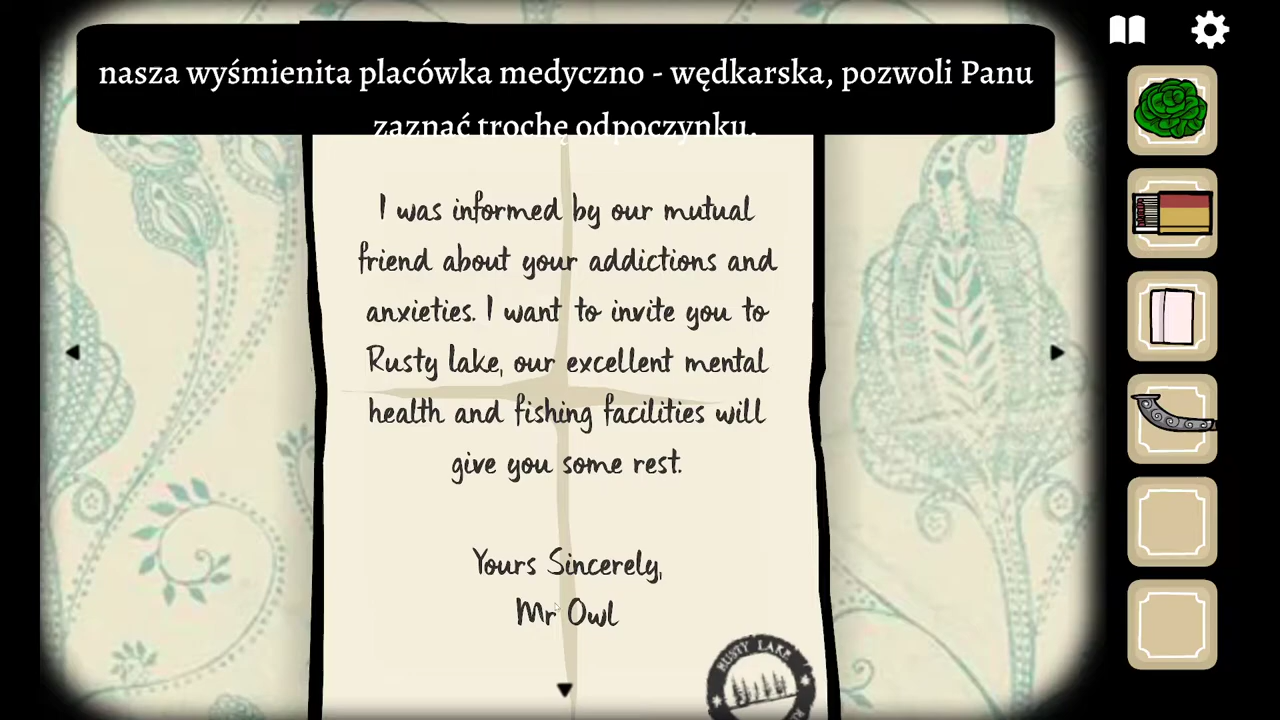 nasza wyśmienita placówka medyczno - wędkarska, pozwoli Panu
zaznać trochę odpoczynku.
I was informed by our mutual
friend about your addictions and
anxieties. I want to invite you to
Rusty lake, our excellent mental
health and fishing facilities will
give you some rest.
Yours Sincerely,
Mr Owl
RUSTY LAKE